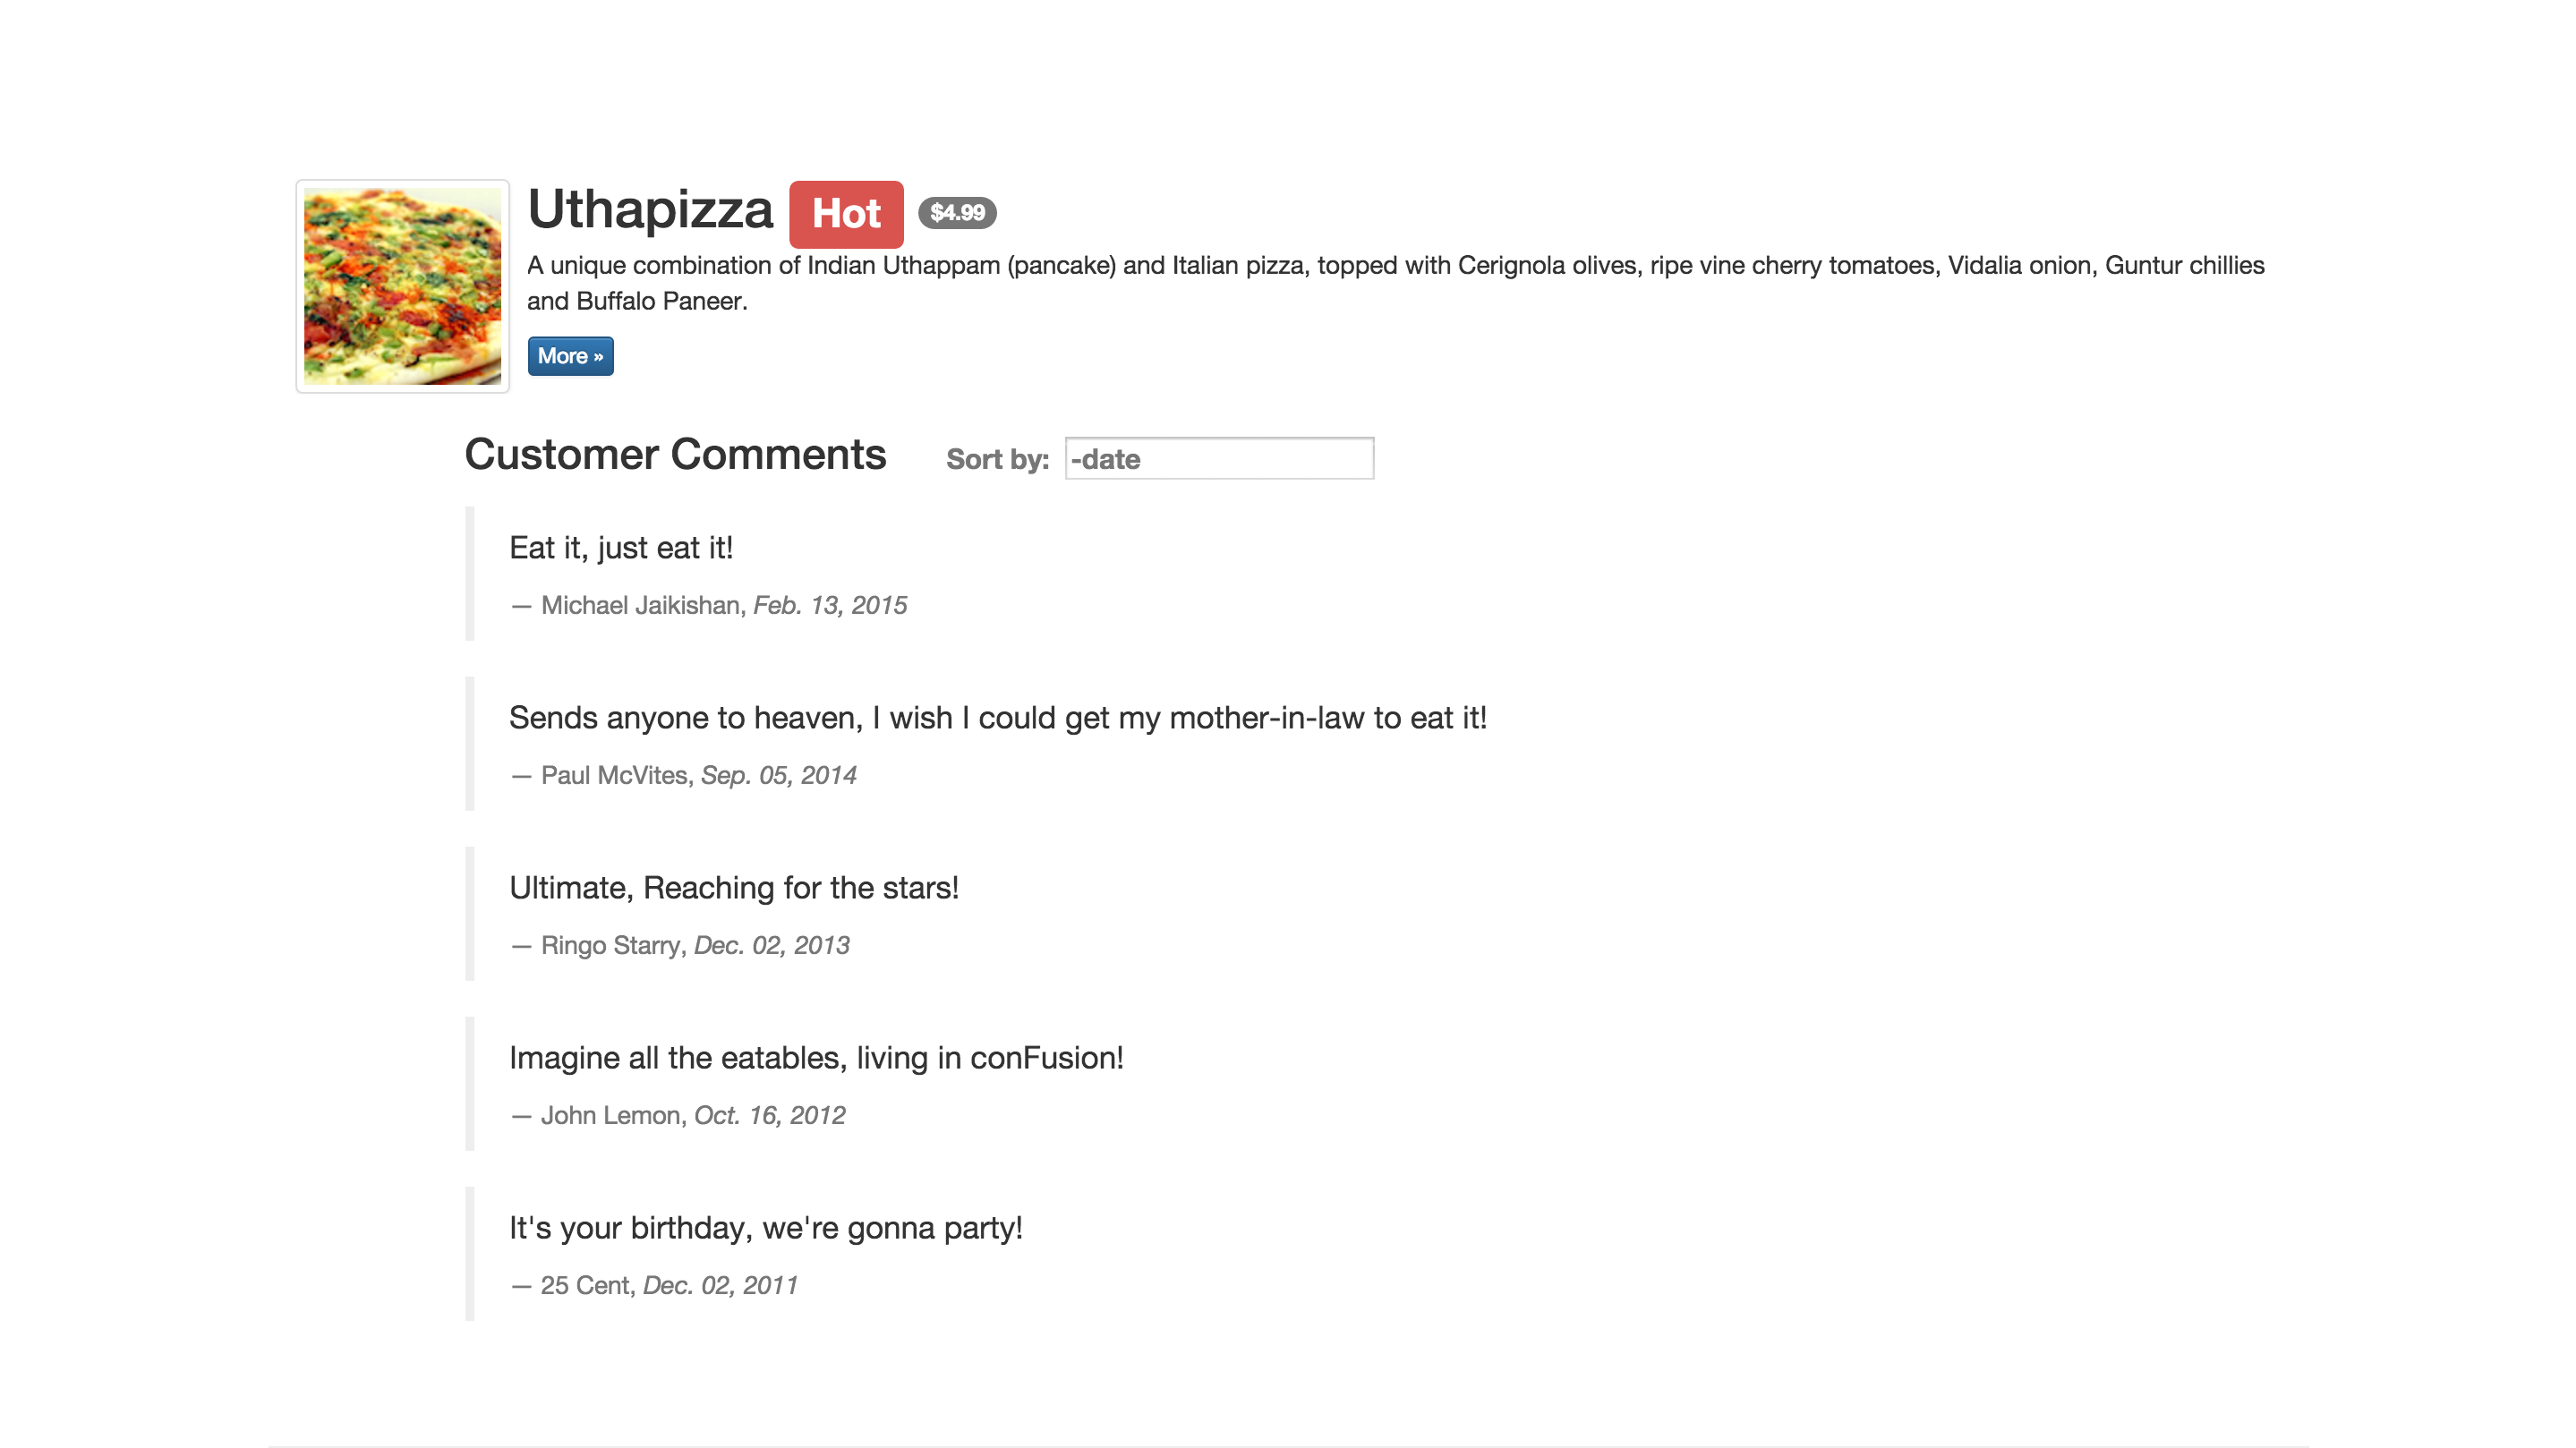 Uthapizza Hot $4.99
A unique combination of Indian Uthappam (pancake) and Italian pizza, topped with Cerignola olives, ripe vine cherry tomatoes, Vidalia onion, Guntur chillies
and Buffalo Paneer.
More »
Customer Comments Sort by: -date
Eat it, just eat it!
— Michael Jaikishan, Feb. 13, 2015
Sends anyone to heaven, I wish I could get my mother-in-law to eat it!
— Paul McVites, Sep. 05, 2014
Ultimate, Reaching for the stars!
— Ringo Starry, Dec. 02, 2013
Imagine all the eatables, living in conFusion!
— John Lemon, Oct. 16, 2012
It's your birthday, we're gonna party!
— 25 Cent, Dec. 02, 2011